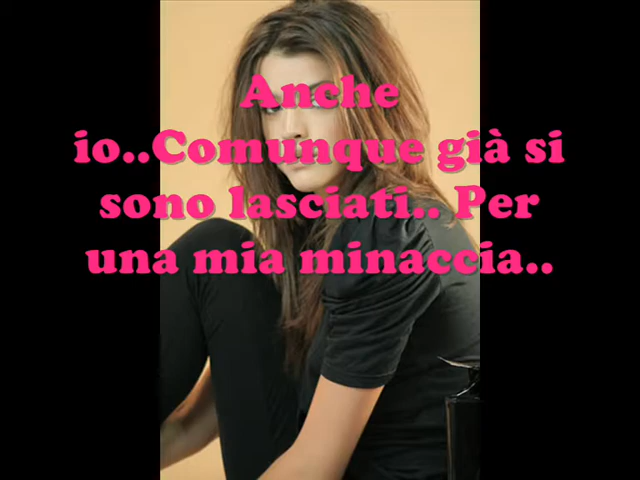 Anche
io..Comunque già si
sono lasciati.. Per
una mia minaccia..